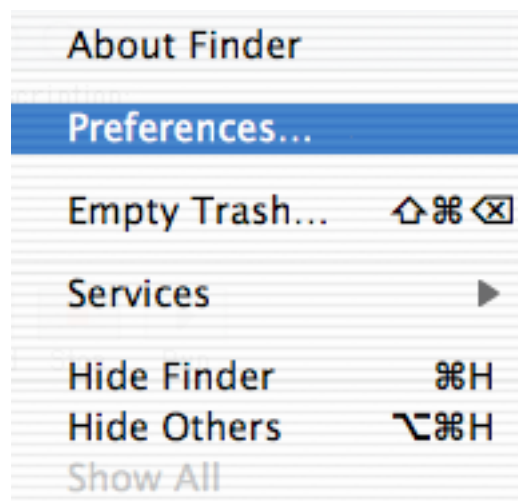 About Finder
Preferences...
Empty Trash... ⇧⌘⌫
Services ▶
Hide Finder ⌘H
Hide Others ⌥⌘H
Show All